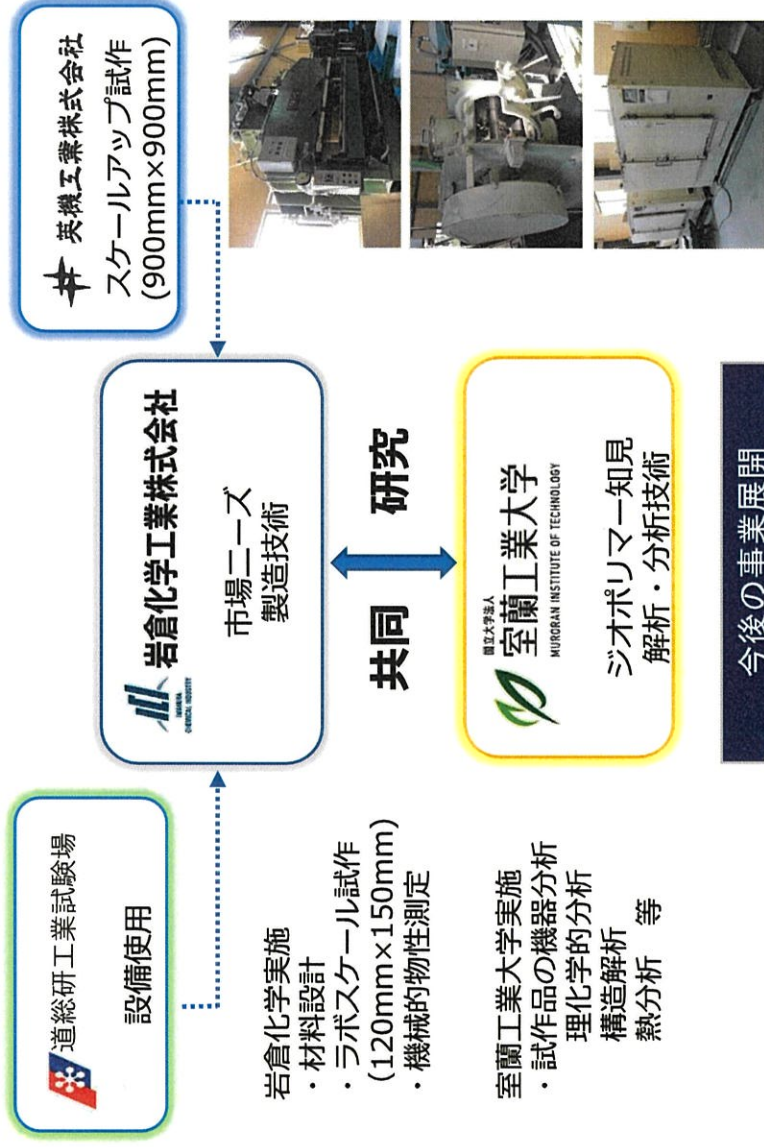 道総研工業試験場
設備使用
岩倉化学工業株式会社
IWAKURA
CHEMICAL INDUSTRY
市場ニーズ
製造技術
英機工業株式会社
スケールアップ試作
(900mm×900mm)
共同 研究
岩倉化学実施
・材料設計
・ラボスケール試作
(120mm×150mm)
・機械的物性測定
国立大学法人
室蘭工業大学
MURORAN INSTITUTE OF TECHNOLOGY
ジオポリマー知見
解析・分析技術
室蘭工業大学実施
・試作品の機器分析
理化学的分析
構造解析
熱分析 等
今後の事業展開